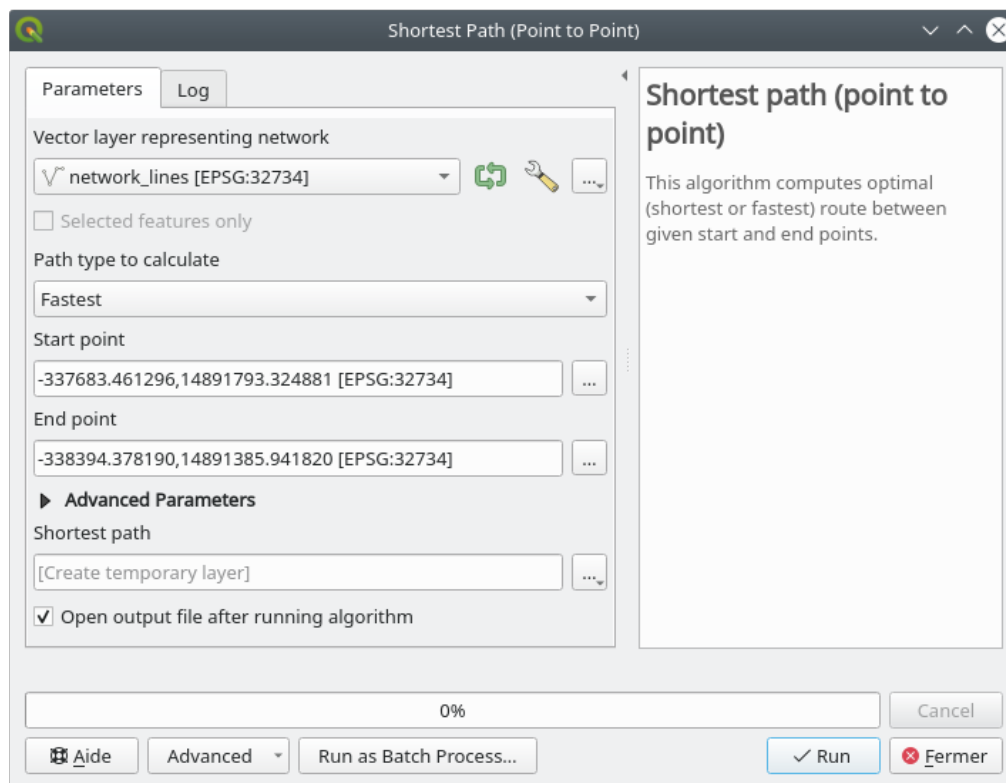 Shortest Path (Point to Point)
Parameters
Log
Vector layer representing network
network_lines [EPSG:32734]
...
Selected features only
Path type to calculate
Fastest
Start point
-337683.461296,14891793.324881 [EPSG:32734]
...
End point
-338394.378190,14891385.941820 [EPSG:32734]
...
Advanced Parameters
Shortest path
[Create temporary layer]
...
Open output file after running algorithm
Shortest path (point to
point)
This algorithm computes optimal
(shortest or fastest) route between
given start and end points.
0%
Cancel
Aide
Advanced
Run as Batch Process...
Run
Fermer